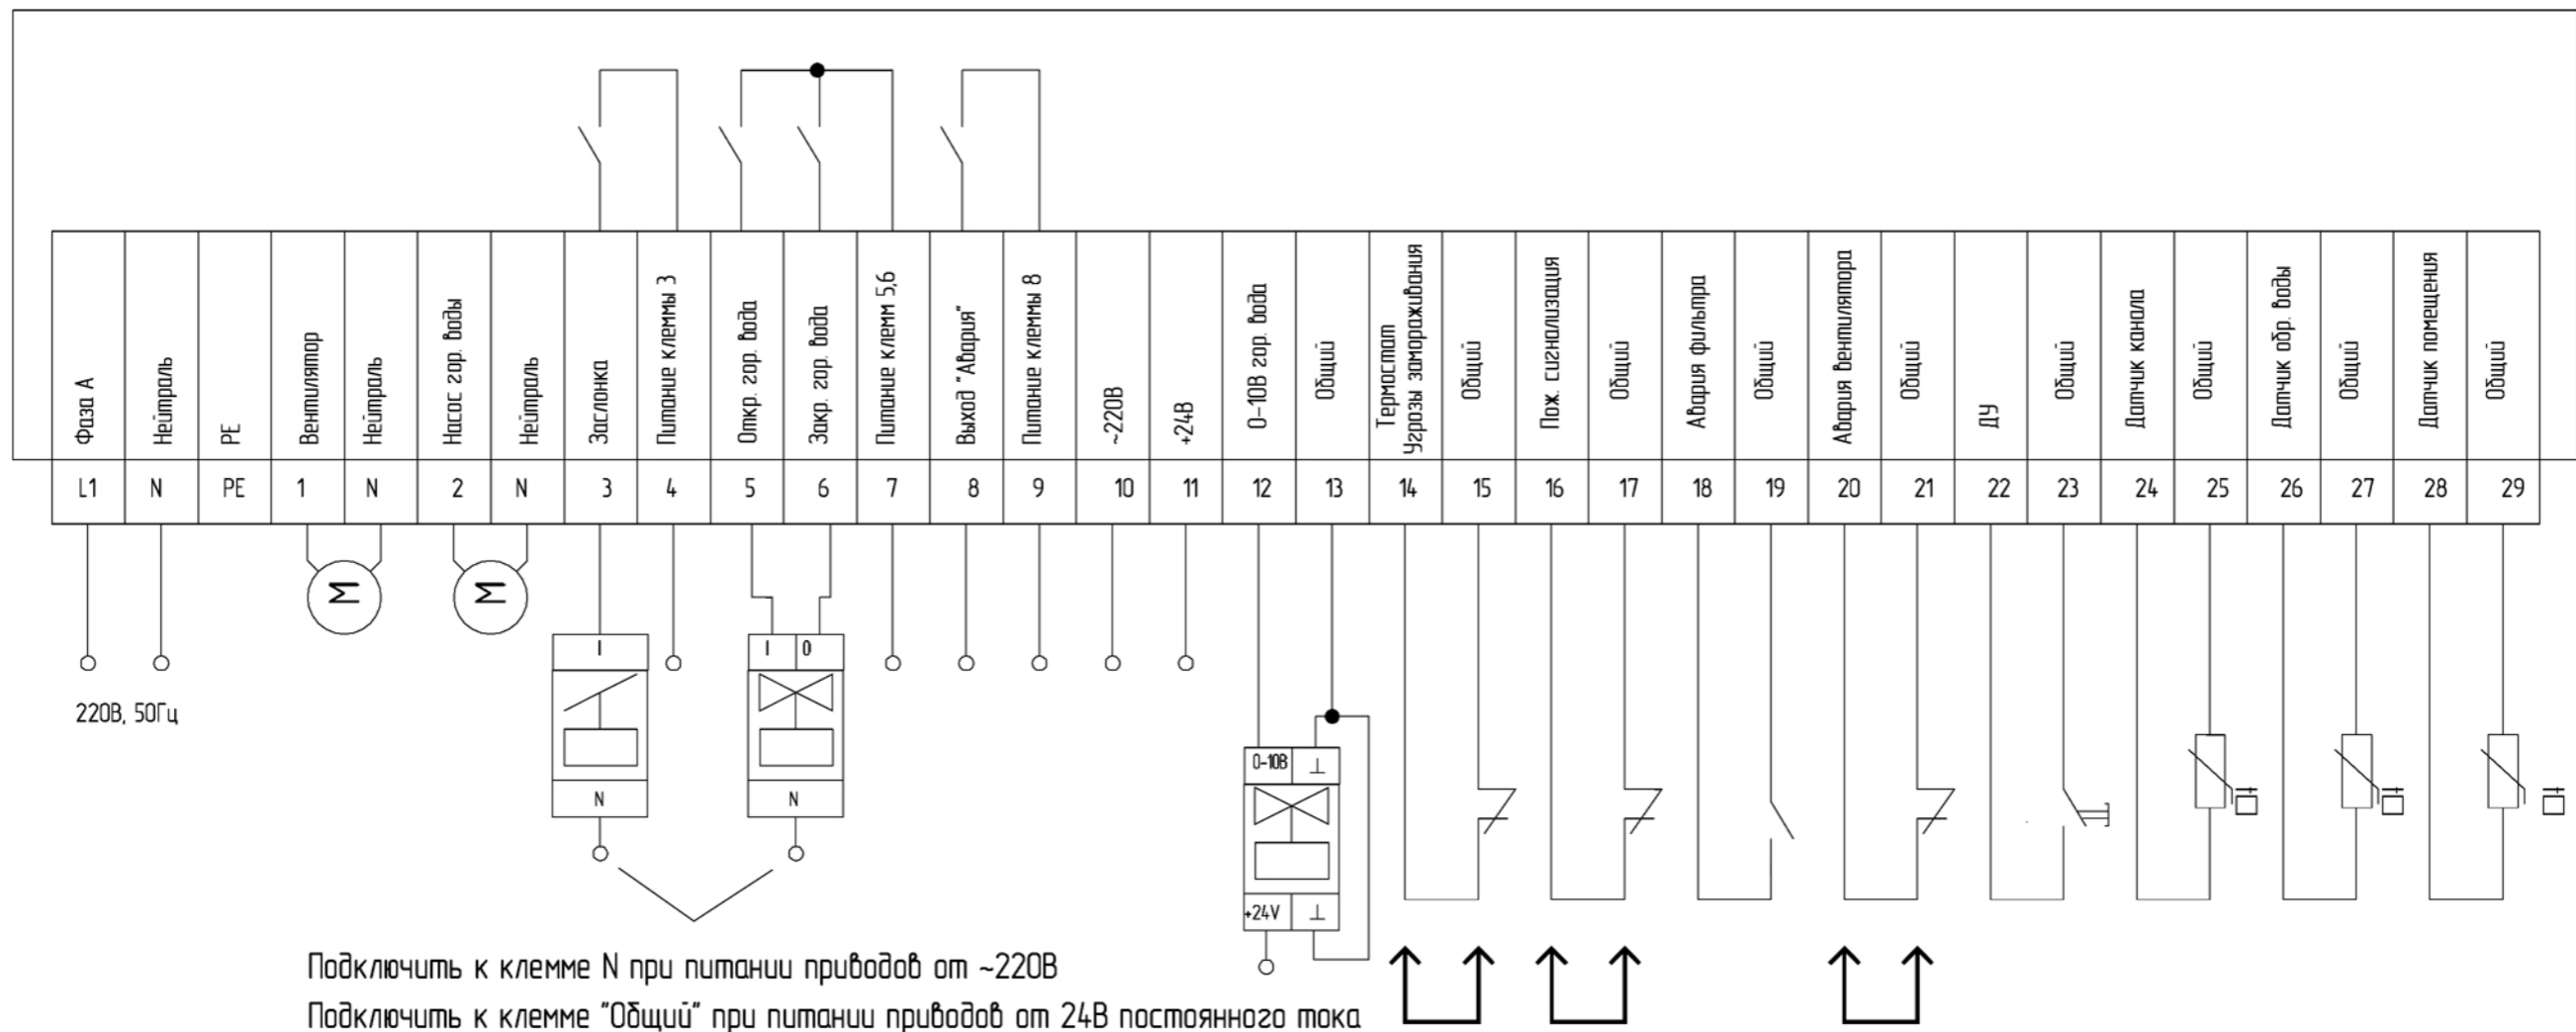 Фаза А
Нейтраль
PE
Вентилятор
Нейтраль
Насос гор. воды
Нейтраль
Заслонка
Питание клеммы 3
Откр. гор. вода
Закр. гор. вода
Питание клемм 5,6
Выход "Авария"
Питание клеммы 8
~220В
+24В
0-10В гор. вода
Общий
Термостат
Угрозы замораживания
Общий
Пож. сигнализация
Общий
Авария фильтра
Общий
Авария вентилятора
Общий
ДУ
Общий
Датчик канала
Общий
Датчик обр. воды
Общий
Датчик помещения
Общий
L1 N PE 1 N 2 N 3 4 5 6 7 8 9 10 11 12 13 14 15 16 17 18 19 20 21 22 23 24 25 26 27 28 29
M
M
I
I 0
220В, 50Гц
0-10В ⊥
N
N
+24V ⊥
Подключить к клемме N при питании приводов от ~220В
Подключить к клемме "Общий" при питании приводов от 24В постоянного тока